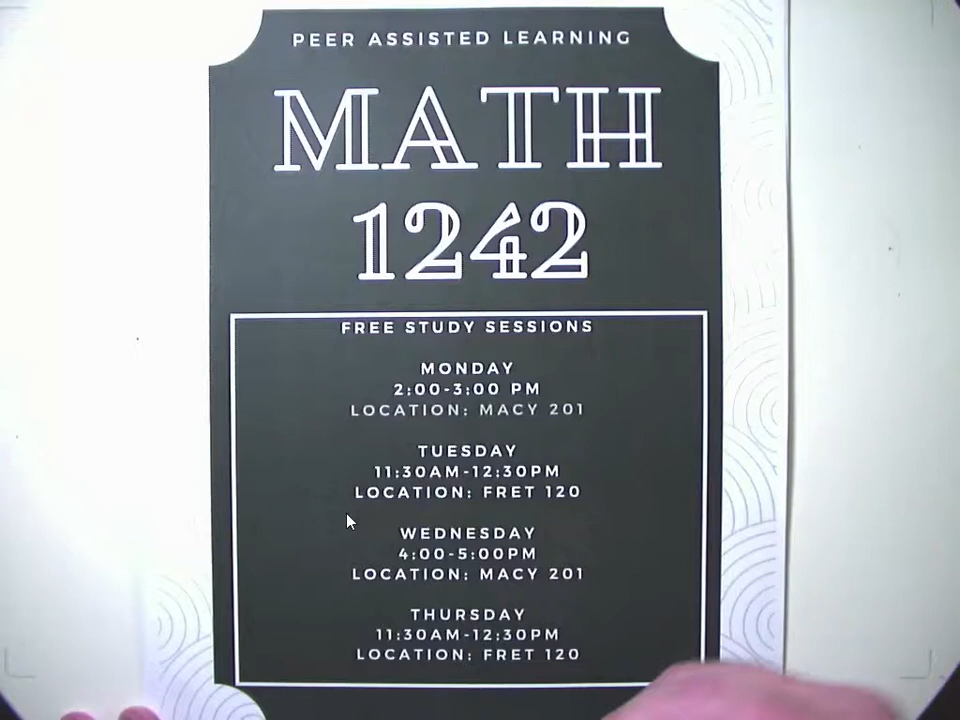 PEER ASSISTED LEARNING
MATH
1242
FREE STUDY SESSIONS
MONDAY
2:00-3:00 PM
LOCATION: MACY 201
TUESDAY
11:30AM-12:30PM
LOCATION: FRET 120
WEDNESDAY
4:00-5:00PM
LOCATION: MACY 201
THURSDAY
11:30AM-12:30PM
LOCATION: FRET 120